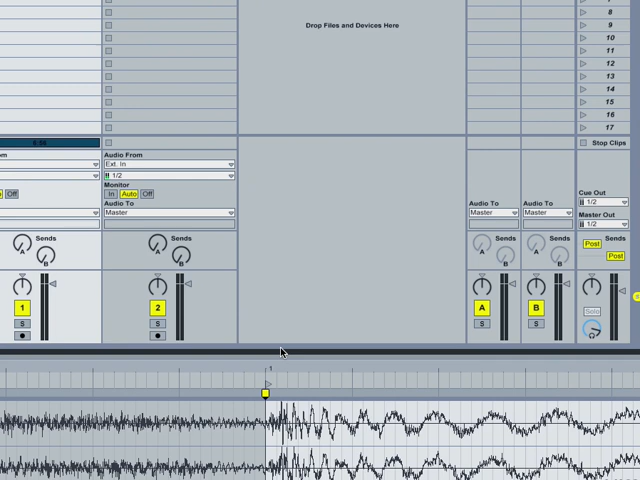 8
Drop Files and Devices Here
9
10
11
12
13
14
15
16
17
Stop Clips
Audio From
Ext. In
1/2
Monitor
Off
In Auto Off
Audio To
Audio To
Audio To
Master
Master
Master
Cue Out
1/2
Master Out
1/2
Sends
Sends
Sends
Post
Post
A
B
A
B
A
B
A
B
1
2
A
B
Solo
S
S
S
S
1